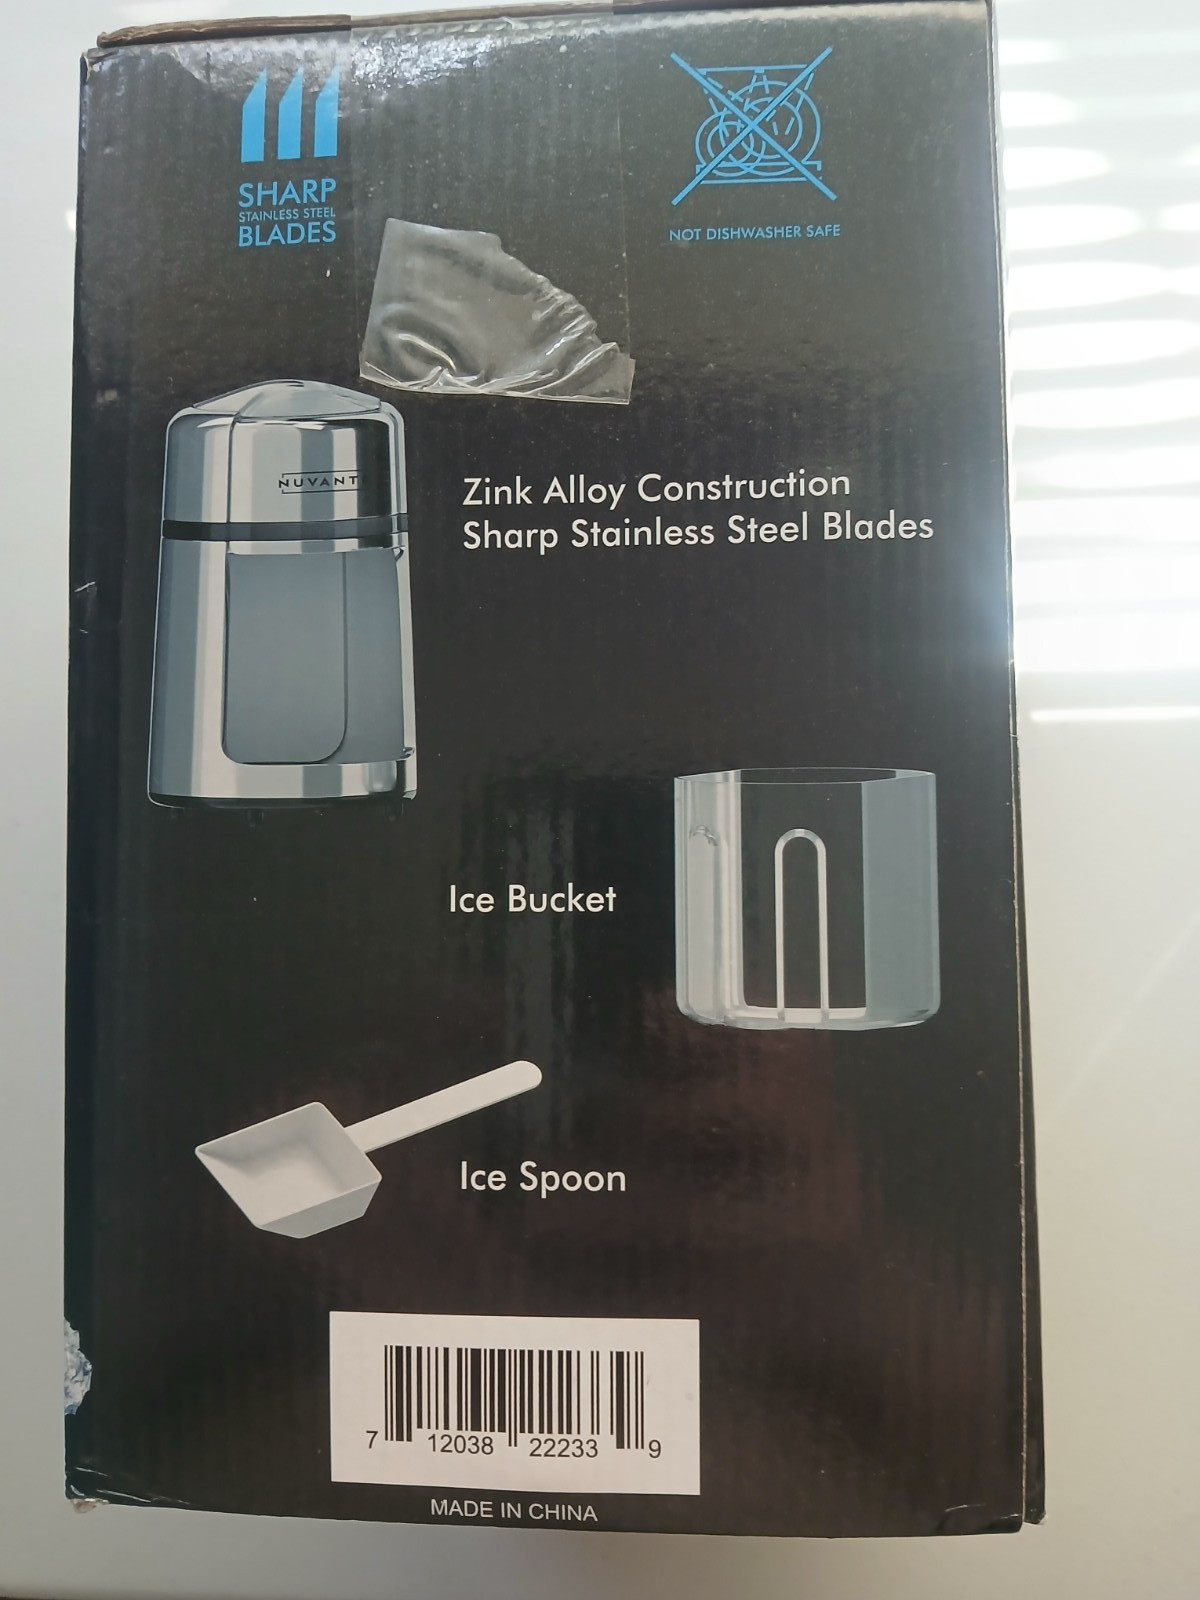 SHARP
STAINLESS STEEL
BLADES
NOT DISHWASHER SAFE
NUVANT
Zink Alloy Construction
Sharp Stainless Steel Blades
Ice Bucket
Ice Spoon
7 12038 22233 9
MADE IN CHINA